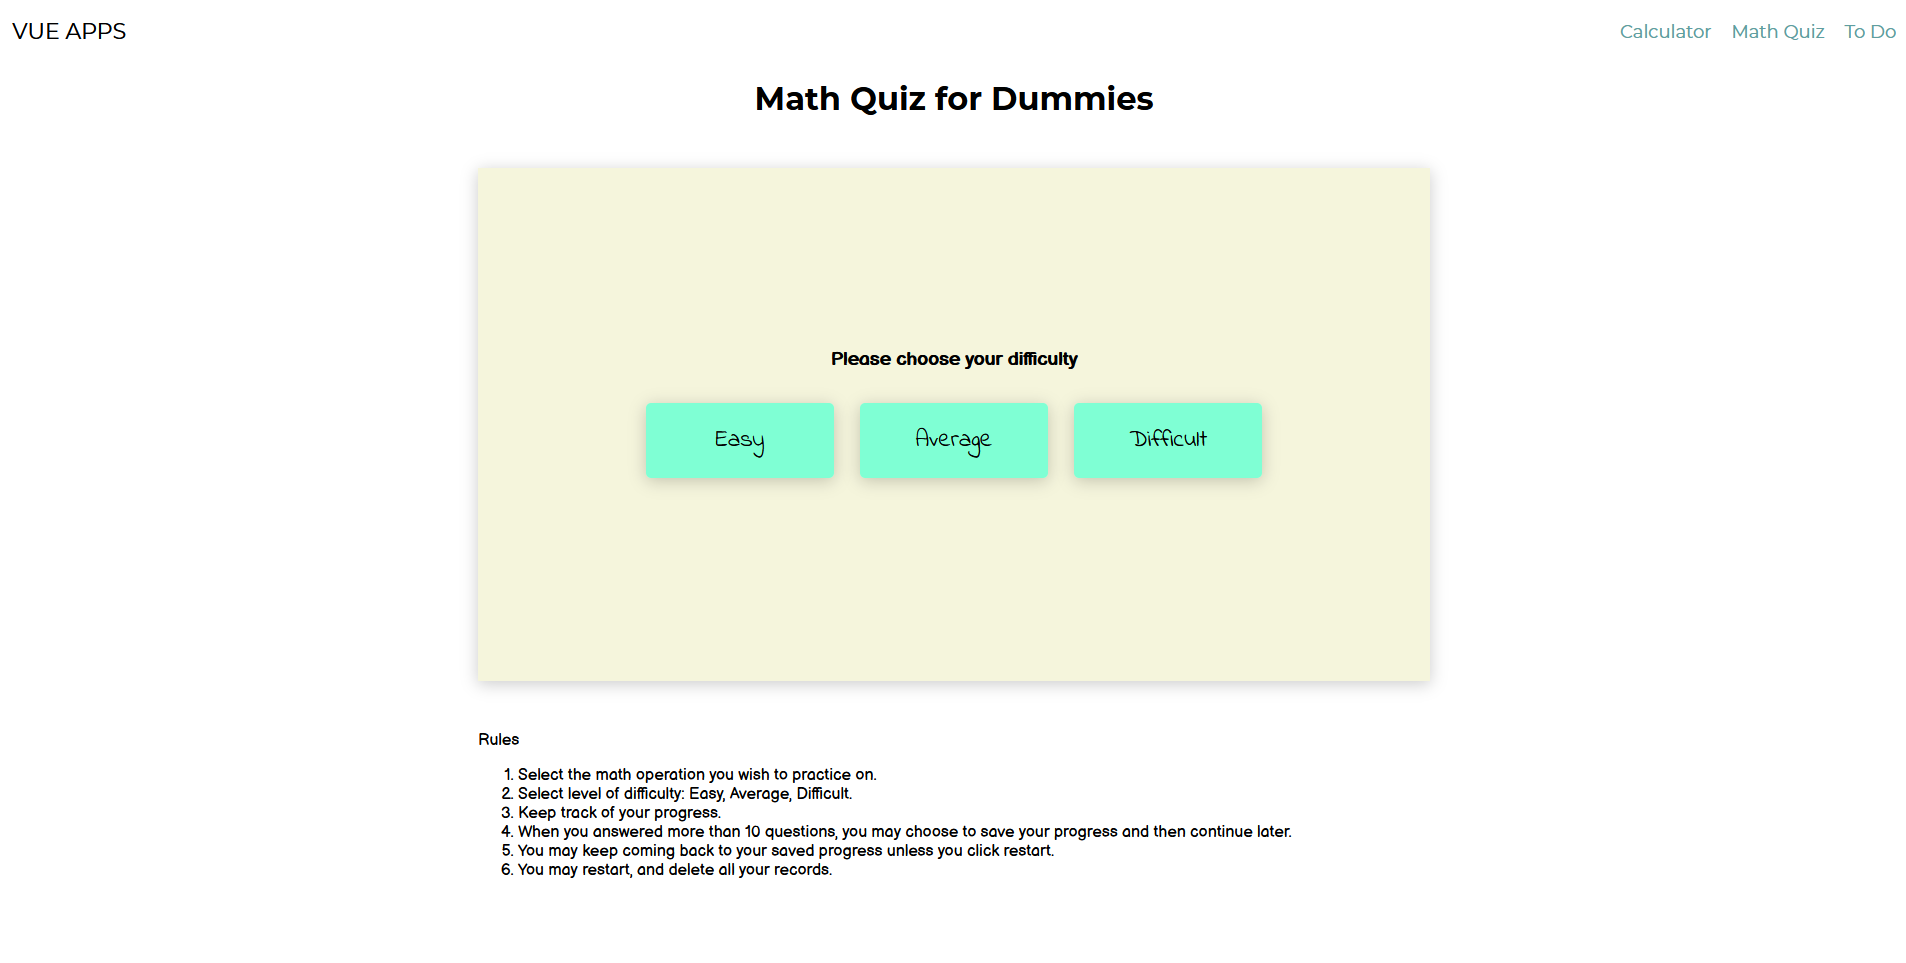 VUE APPS
Calculator Math Quiz To Do
Math Quiz for Dummies
Please choose your difficulty
Easy Average Difficult
Rules
1. Select the math operation you wish to practice on.
2. Select level of difficulty: Easy, Average, Difficult.
3. Keep track of your progress.
4. When you answered more than 10 questions, you may choose to save your progress and then continue later.
5. You may keep coming back to your saved progress unless you click restart.
6. You may restart, and delete all your records.